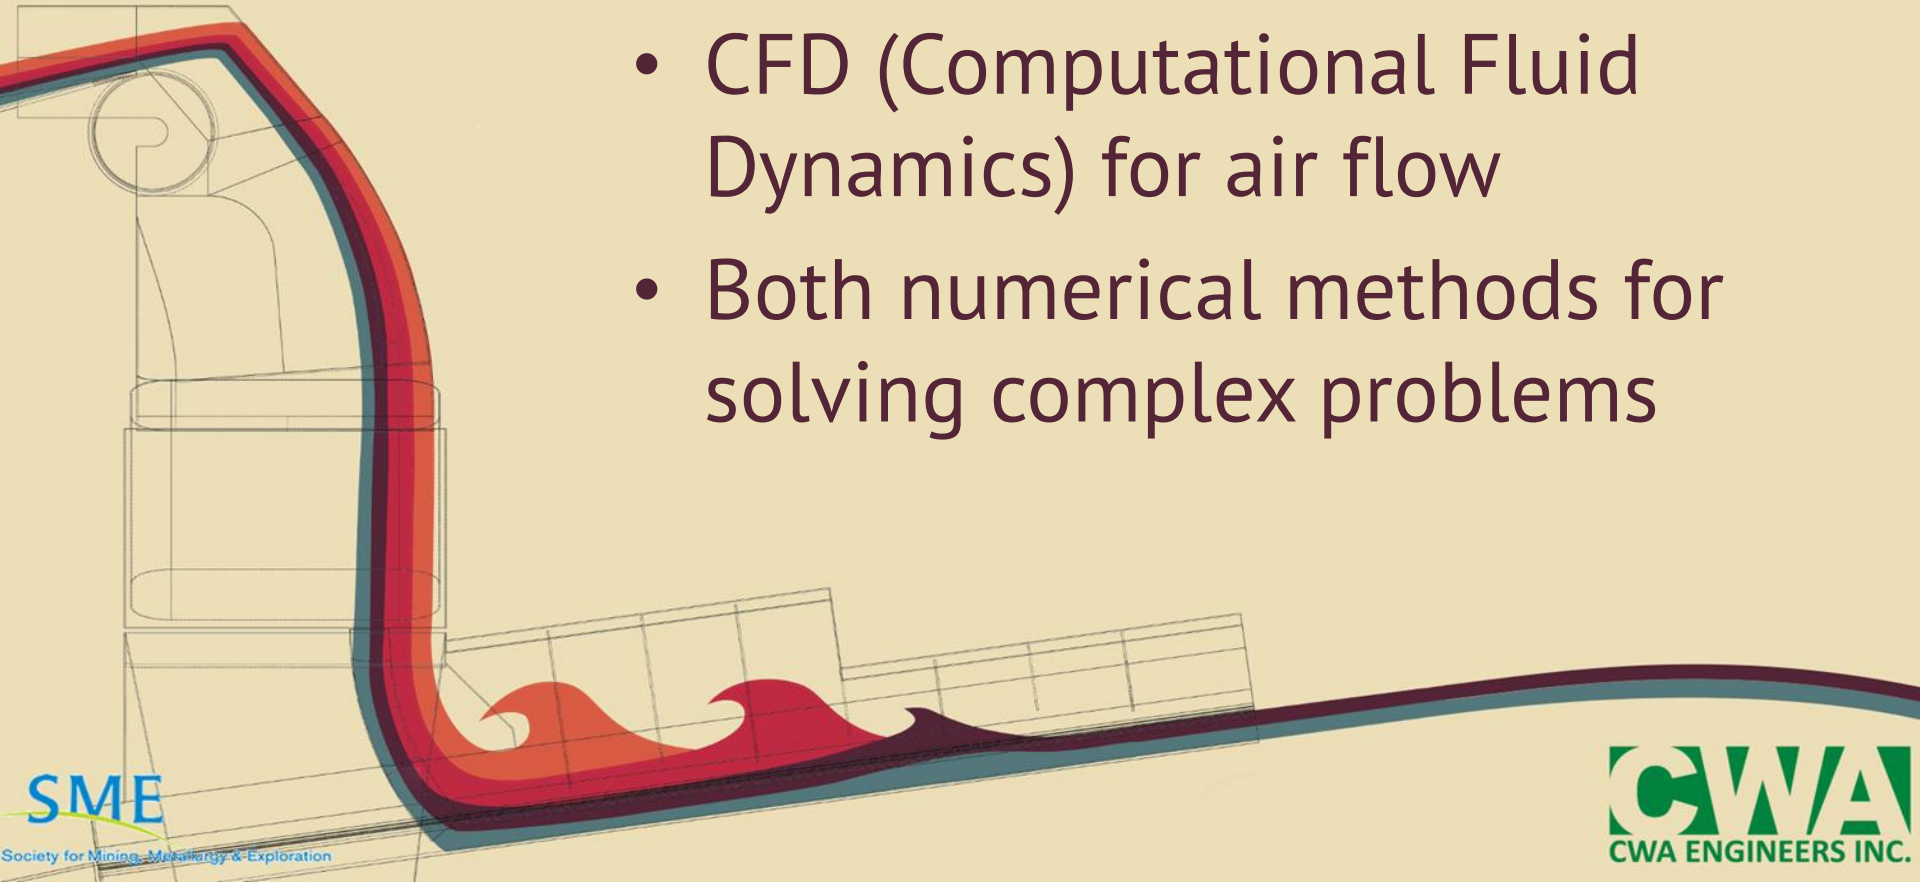 • CFD (Computational Fluid
Dynamics) for air flow
• Both numerical methods for
solving complex problems
SME
Society for Mining, Metallurgy & Exploration
CWA
CWA ENGINEERS INC.